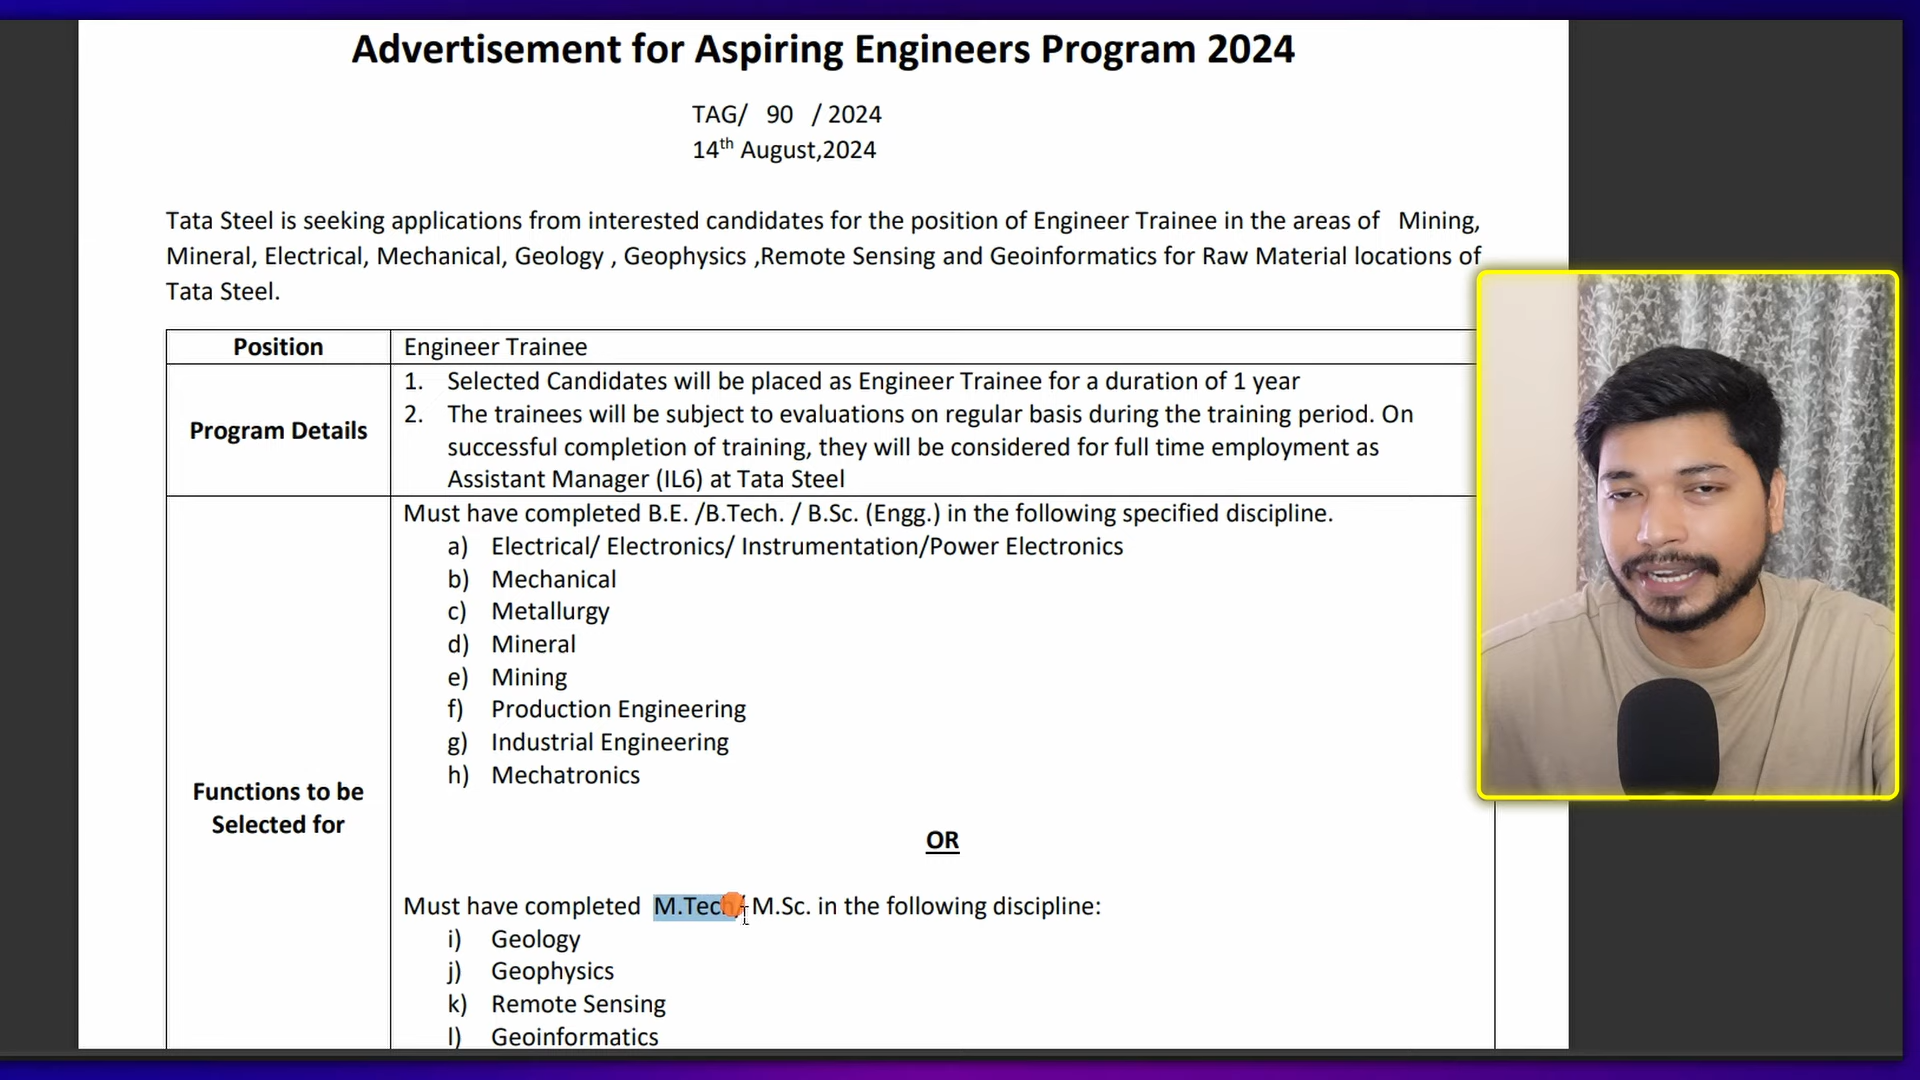 Advertisement for Aspiring Engineers Program 2024
TAG/ 90 / 2024
14th August,2024
Tata Steel is seeking applications from interested candidates for the position of Engineer Trainee in the areas of Mining,
Mineral, Electrical, Mechanical, Geology , Geophysics ,Remote Sensing and Geoinformatics for Raw Material locations of
Tata Steel.
Position
Engineer Trainee
Program Details
1. Selected Candidates will be placed as Engineer Trainee for a duration of 1 year
2. The trainees will be subject to evaluations on regular basis during the training period. On
successful completion of training, they will be considered for full time employment as
Assistant Manager (IL6) at Tata Steel
Functions to be
Selected for
Must have completed B.E. /B.Tech. / B.Sc. (Engg.) in the following specified discipline.
a) Electrical/ Electronics/ Instrumentation/Power Electronics
b) Mechanical
c) Metallurgy
d) Mineral
e) Mining
f) Production Engineering
g) Industrial Engineering
h) Mechatronics
OR
Must have completed M.Tech/ M.Sc. in the following discipline:
i) Geology
j) Geophysics
k) Remote Sensing
l) Geoinformatics